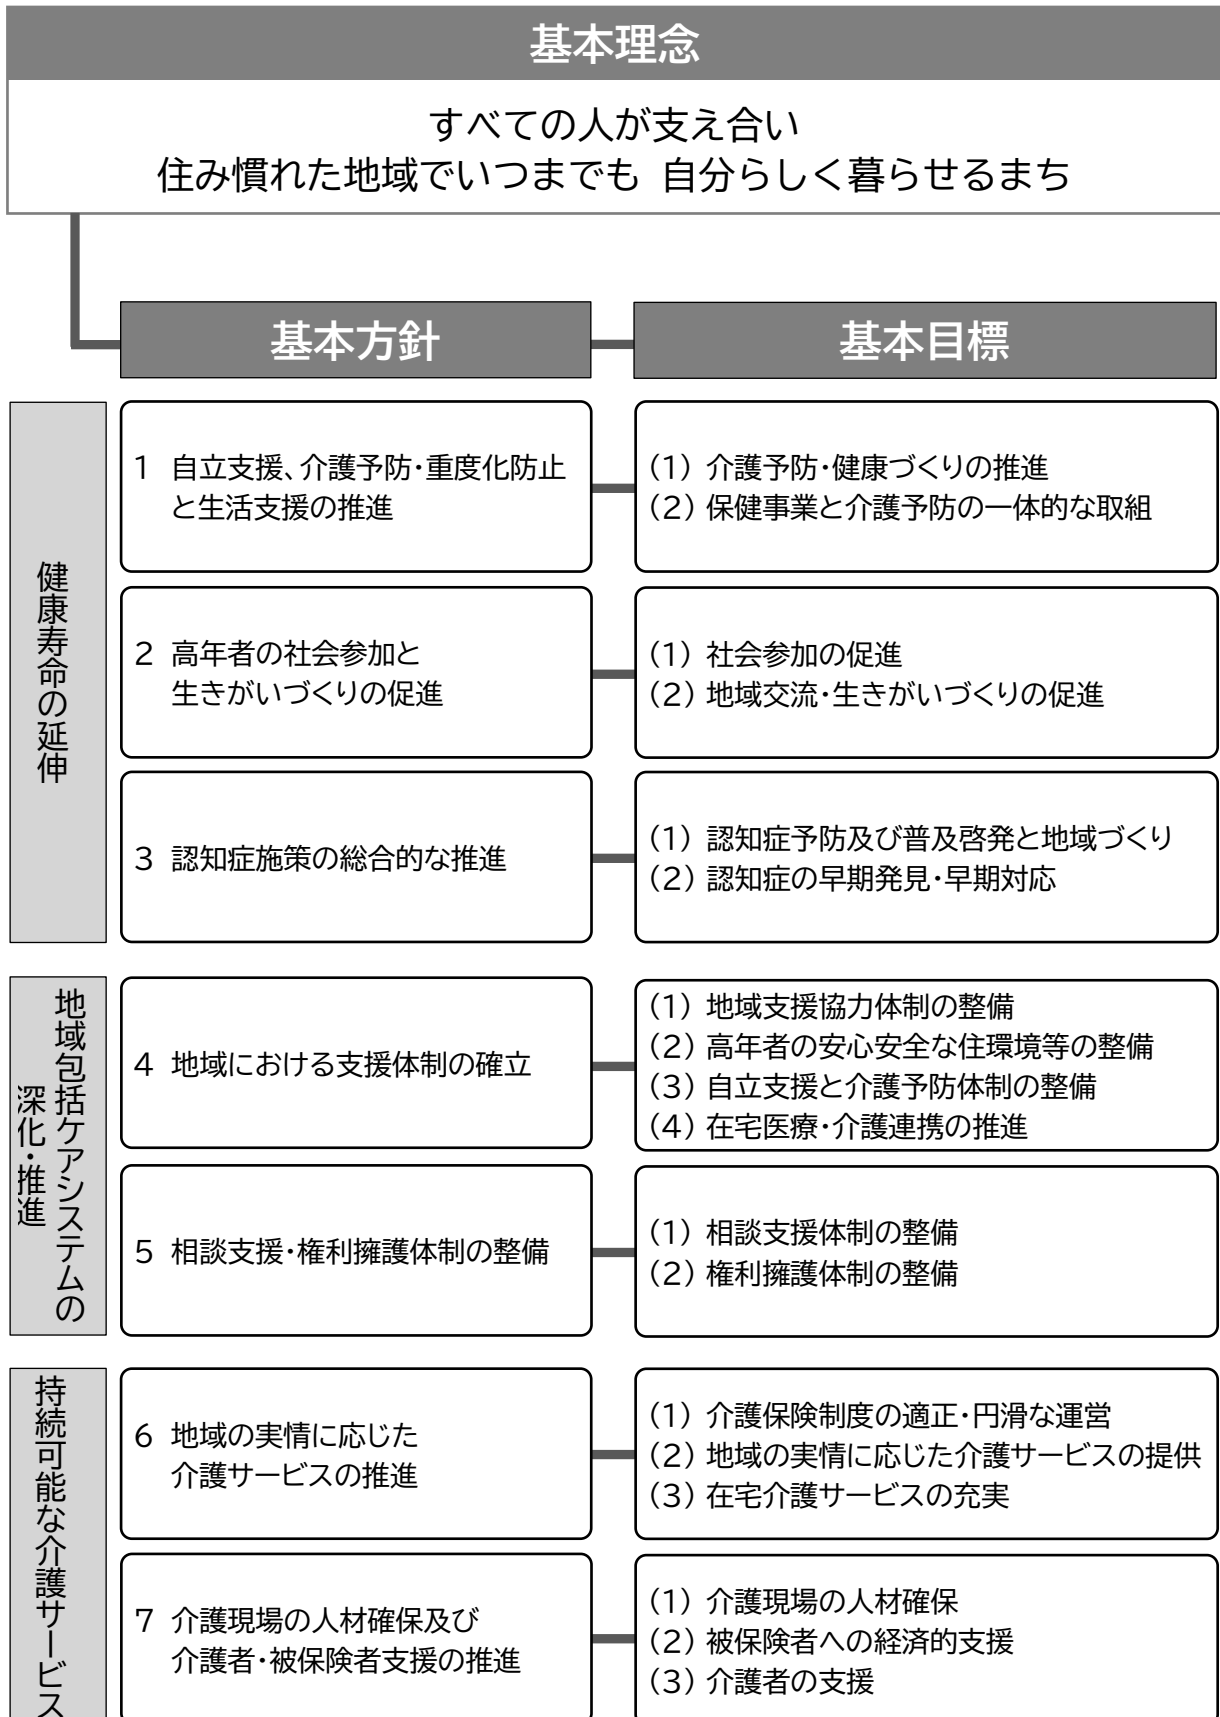 基本理念
すべての人が支え合い
住み慣れた地域でいつまでも 自分らしく暮らせるまち
基本方針
基本目標
健康寿命の延伸
1 自立支援、介護予防・重度化防止
と生活支援の推進
(1) 介護予防・健康づくりの推進
(2) 保健事業と介護予防の一体的な取組
2 高年者の社会参加と
生きがいづくりの促進
(1) 社会参加の促進
(2) 地域交流・生きがいづくりの促進
3 認知症施策の総合的な推進
(1) 認知症予防及び普及啓発と地域づくり
(2) 認知症の早期発見・早期対応
地域包括ケアシステムの
深化・推進
4 地域における支援体制の確立
(1) 地域支援協力体制の整備
(2) 高年者の安心安全な住環境等の整備
(3) 自立支援と介護予防体制の整備
(4) 在宅医療・介護連携の推進
5 相談支援・権利擁護体制の整備
(1) 相談支援体制の整備
(2) 権利擁護体制の整備
持続可能な介護サービス
6 地域の実情に応じた
介護サービスの推進
(1) 介護保険制度の適正・円滑な運営
(2) 地域の実情に応じた介護サービスの提供
(3) 在宅介護サービスの充実
7 介護現場の人材確保及び
介護者・被保険者支援の推進
(1) 介護現場の人材確保
(2) 被保険者への経済的支援
(3) 介護者の支援